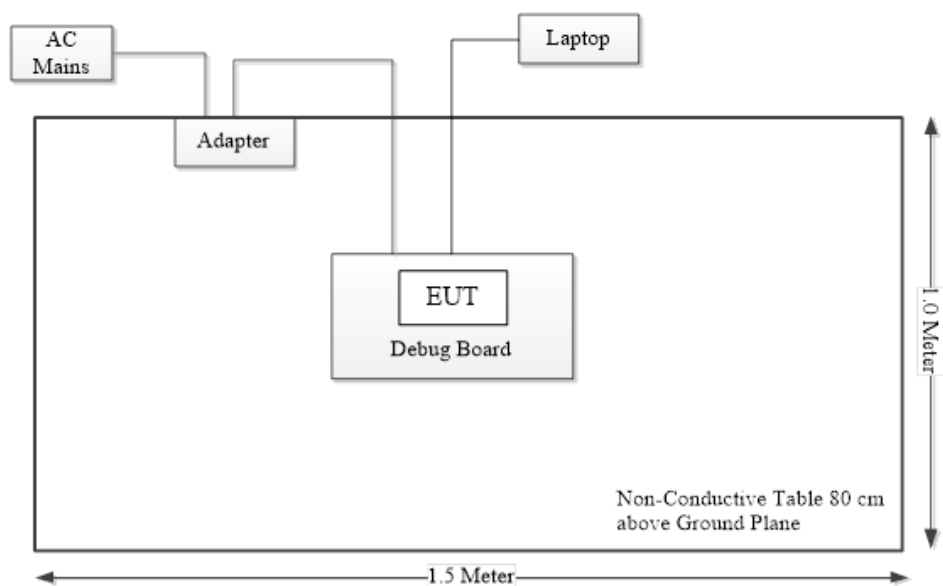 AC
Mains
Laptop
Adapter
EUT
Debug Board
1.0 Meter
Non-Conductive Table 80 cm
above Ground Plane
1.5 Meter